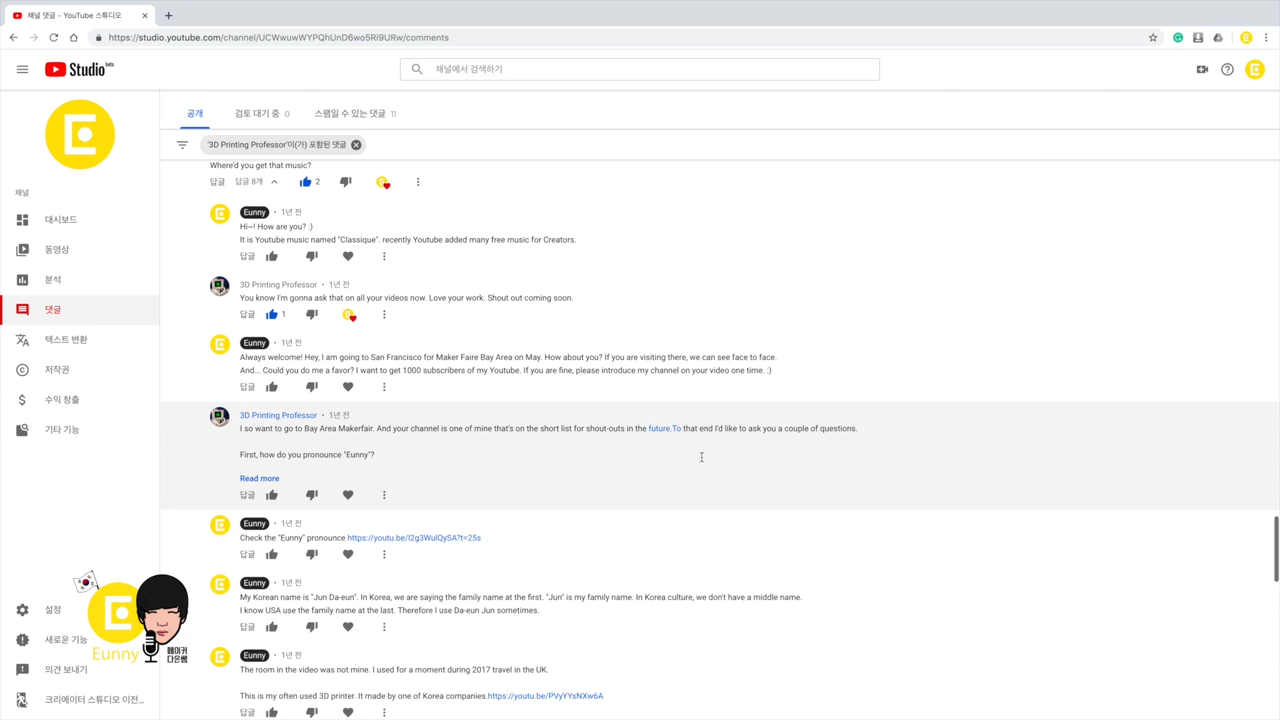 채널 댓글 - YouTube 스튜디오
https://studio.youtube.com/channel/UCWwuwWYPQhUnD6wo5Ri9URw/comments
Studio beta
채널에서 검색하기
공개
검토 대기 중 0
스팸일 수 있는 댓글 11
'3D Printing Professor'이(가) 포함된 댓글
채널
대시보드
동영상
분석
댓글
텍스트 변환
저작권
수익 창출
기타 기능
설정
새로운 기능
의견 보내기
크리에이터 스튜디오 이전...
Where'd you get that music?
답글 답글 8개 2
Eunny • 1년 전
Hi~! How are you? :)
It is Youtube music named "Classique". recently Youtube added many free music for Creators.
답글
3D Printing Professor • 1년 전
You know I'm gonna ask that on all your videos now. Love your work. Shout out coming soon.
답글 1
Eunny • 1년 전
Always welcome! Hey, I am going to San Francisco for Maker Faire Bay Area on May. How about you? If you are visiting there, we can see face to face.
And... Could you do me a favor? I want to get 1000 subscribers of my Youtube. If you are fine, please introduce my channel on your video one time. :)
답글
3D Printing Professor • 1년 전
I so want to go to Bay Area Makerfair. And your channel is one of mine that's on the short list for shout-outs in the future.To that end I'd like to ask you a couple of questions.
First, how do you pronounce "Eunny"?
Read more
답글
Eunny • 1년 전
Check the "Eunny" pronounce https://youtu.be/l2g3WulQySA?t=25s
답글
Eunny • 1년 전
My Korean name is "Jun Da-eun". In Korea, we are saying the family name at the first. "Jun" is my family name. In Korea culture, we don't have a middle name.
I know USA use the family name at the last. Therefore I use Da-eun Jun sometimes.
답글
Eunny • 1년 전
The room in the video was not mine. I used for a moment during 2017 travel in the UK.
This is my often used 3D printer. It made by one of Korea companies.https://youtu.be/PVyYYsNXw6A
답글
Eunny
메이커
다은쌤